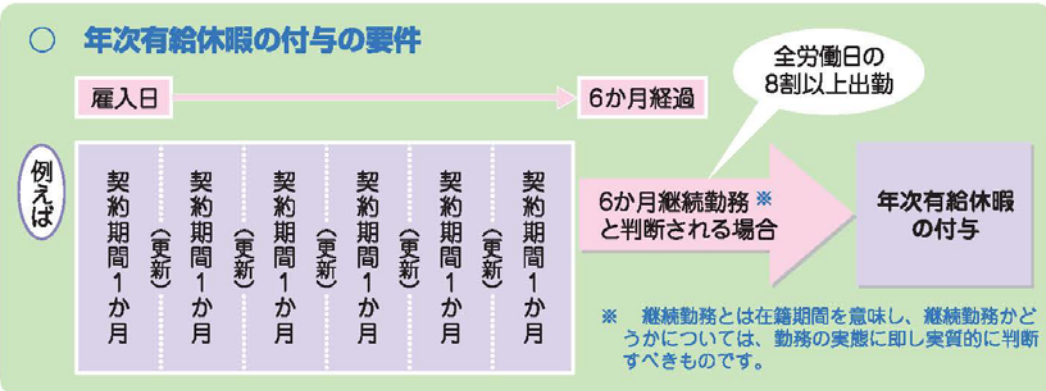 ○ 年次有給休暇の付与の要件
雇入日
6か月経過
全労働日の
8割以上出勤
例えば
契約期間1か月
(更新)
契約期間1か月
(更新)
契約期間1か月
(更新)
契約期間1か月
(更新)
契約期間1か月
(更新)
契約期間1か月
6か月継続勤務※
と判断される場合
年次有給休暇
の付与
※ 継続勤務とは在籍期間を意味し、継続勤務かど
うかについては、勤務の実態に即し実質的に判断
すべきものです。